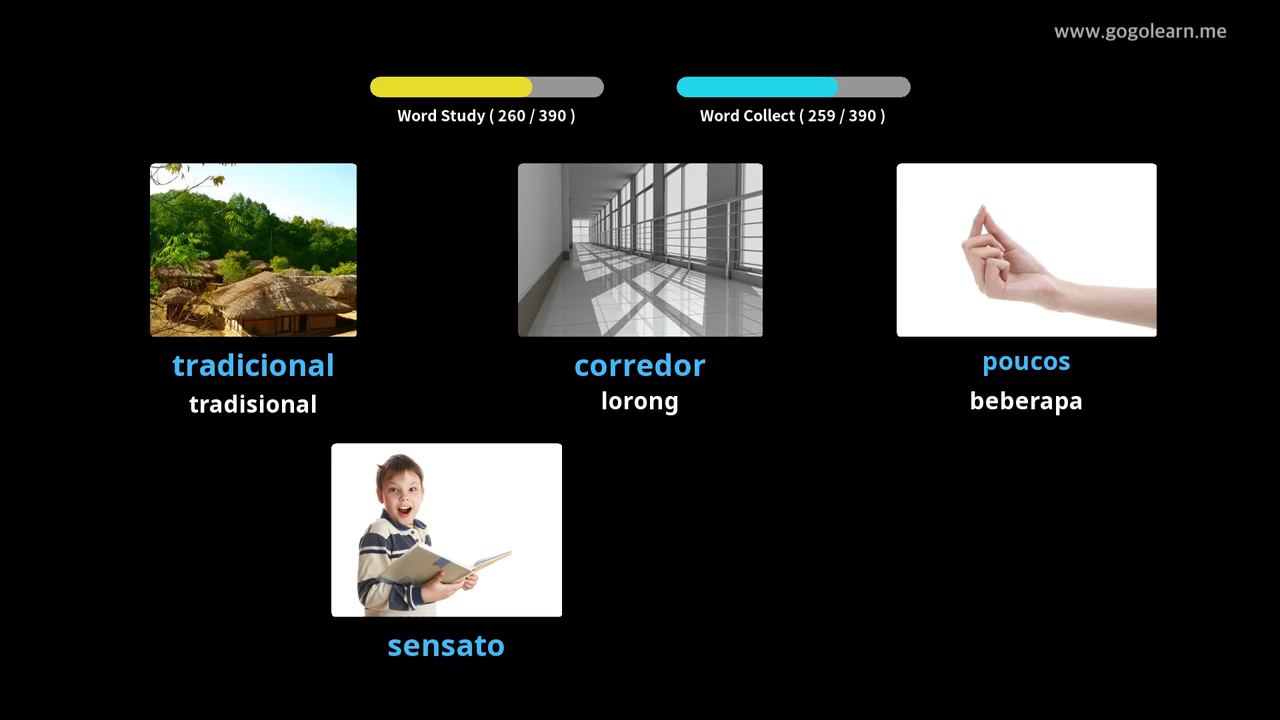 www.gogolearn.me
Word Study ( 260 / 390 )
Word Collect ( 259 / 390 )
tradicional
tradisional
corredor
lorong
poucos
beberapa
sensato